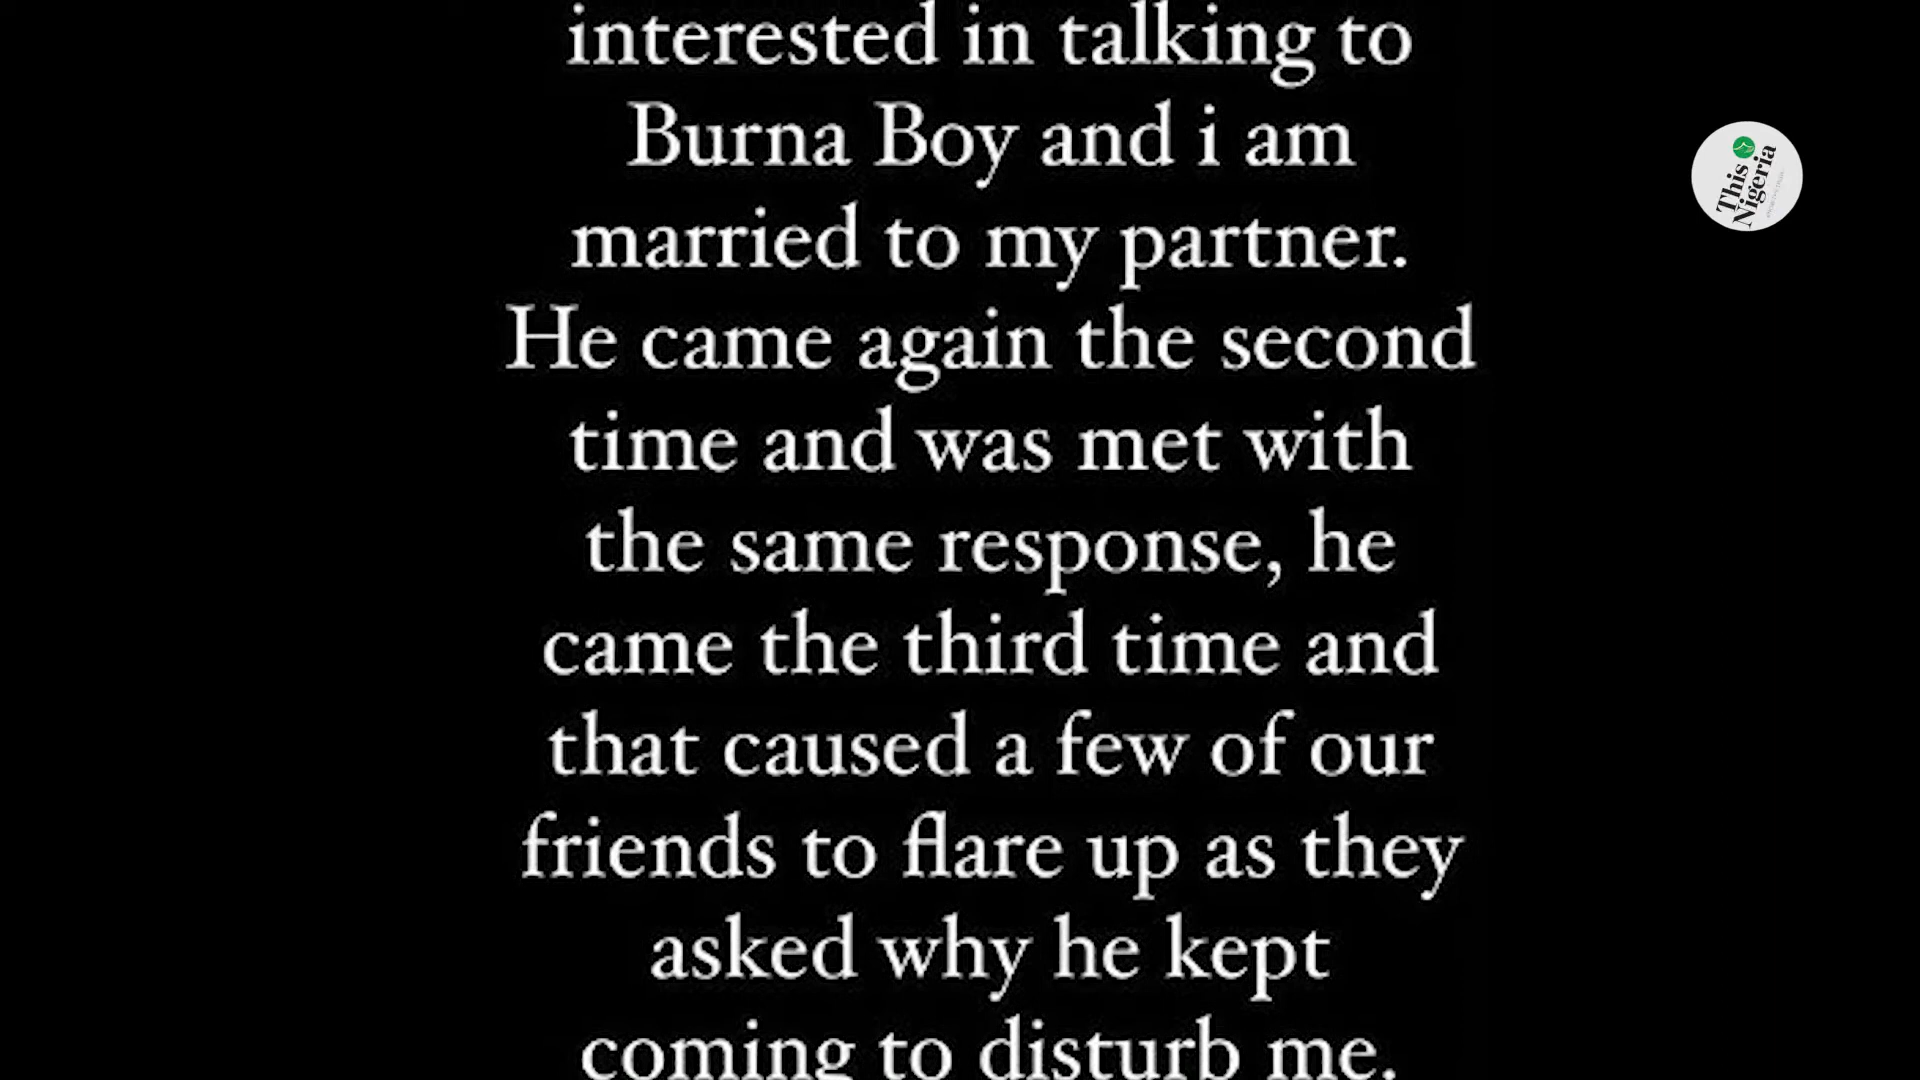 interested in talking to
Burna Boy and i am
married to my partner.
He came again the second
time and was met with
the same response, he
came the third time and
that caused a few of our
friends to flare up as they
asked why he kept
coming to disturb me.
This
Nigeria